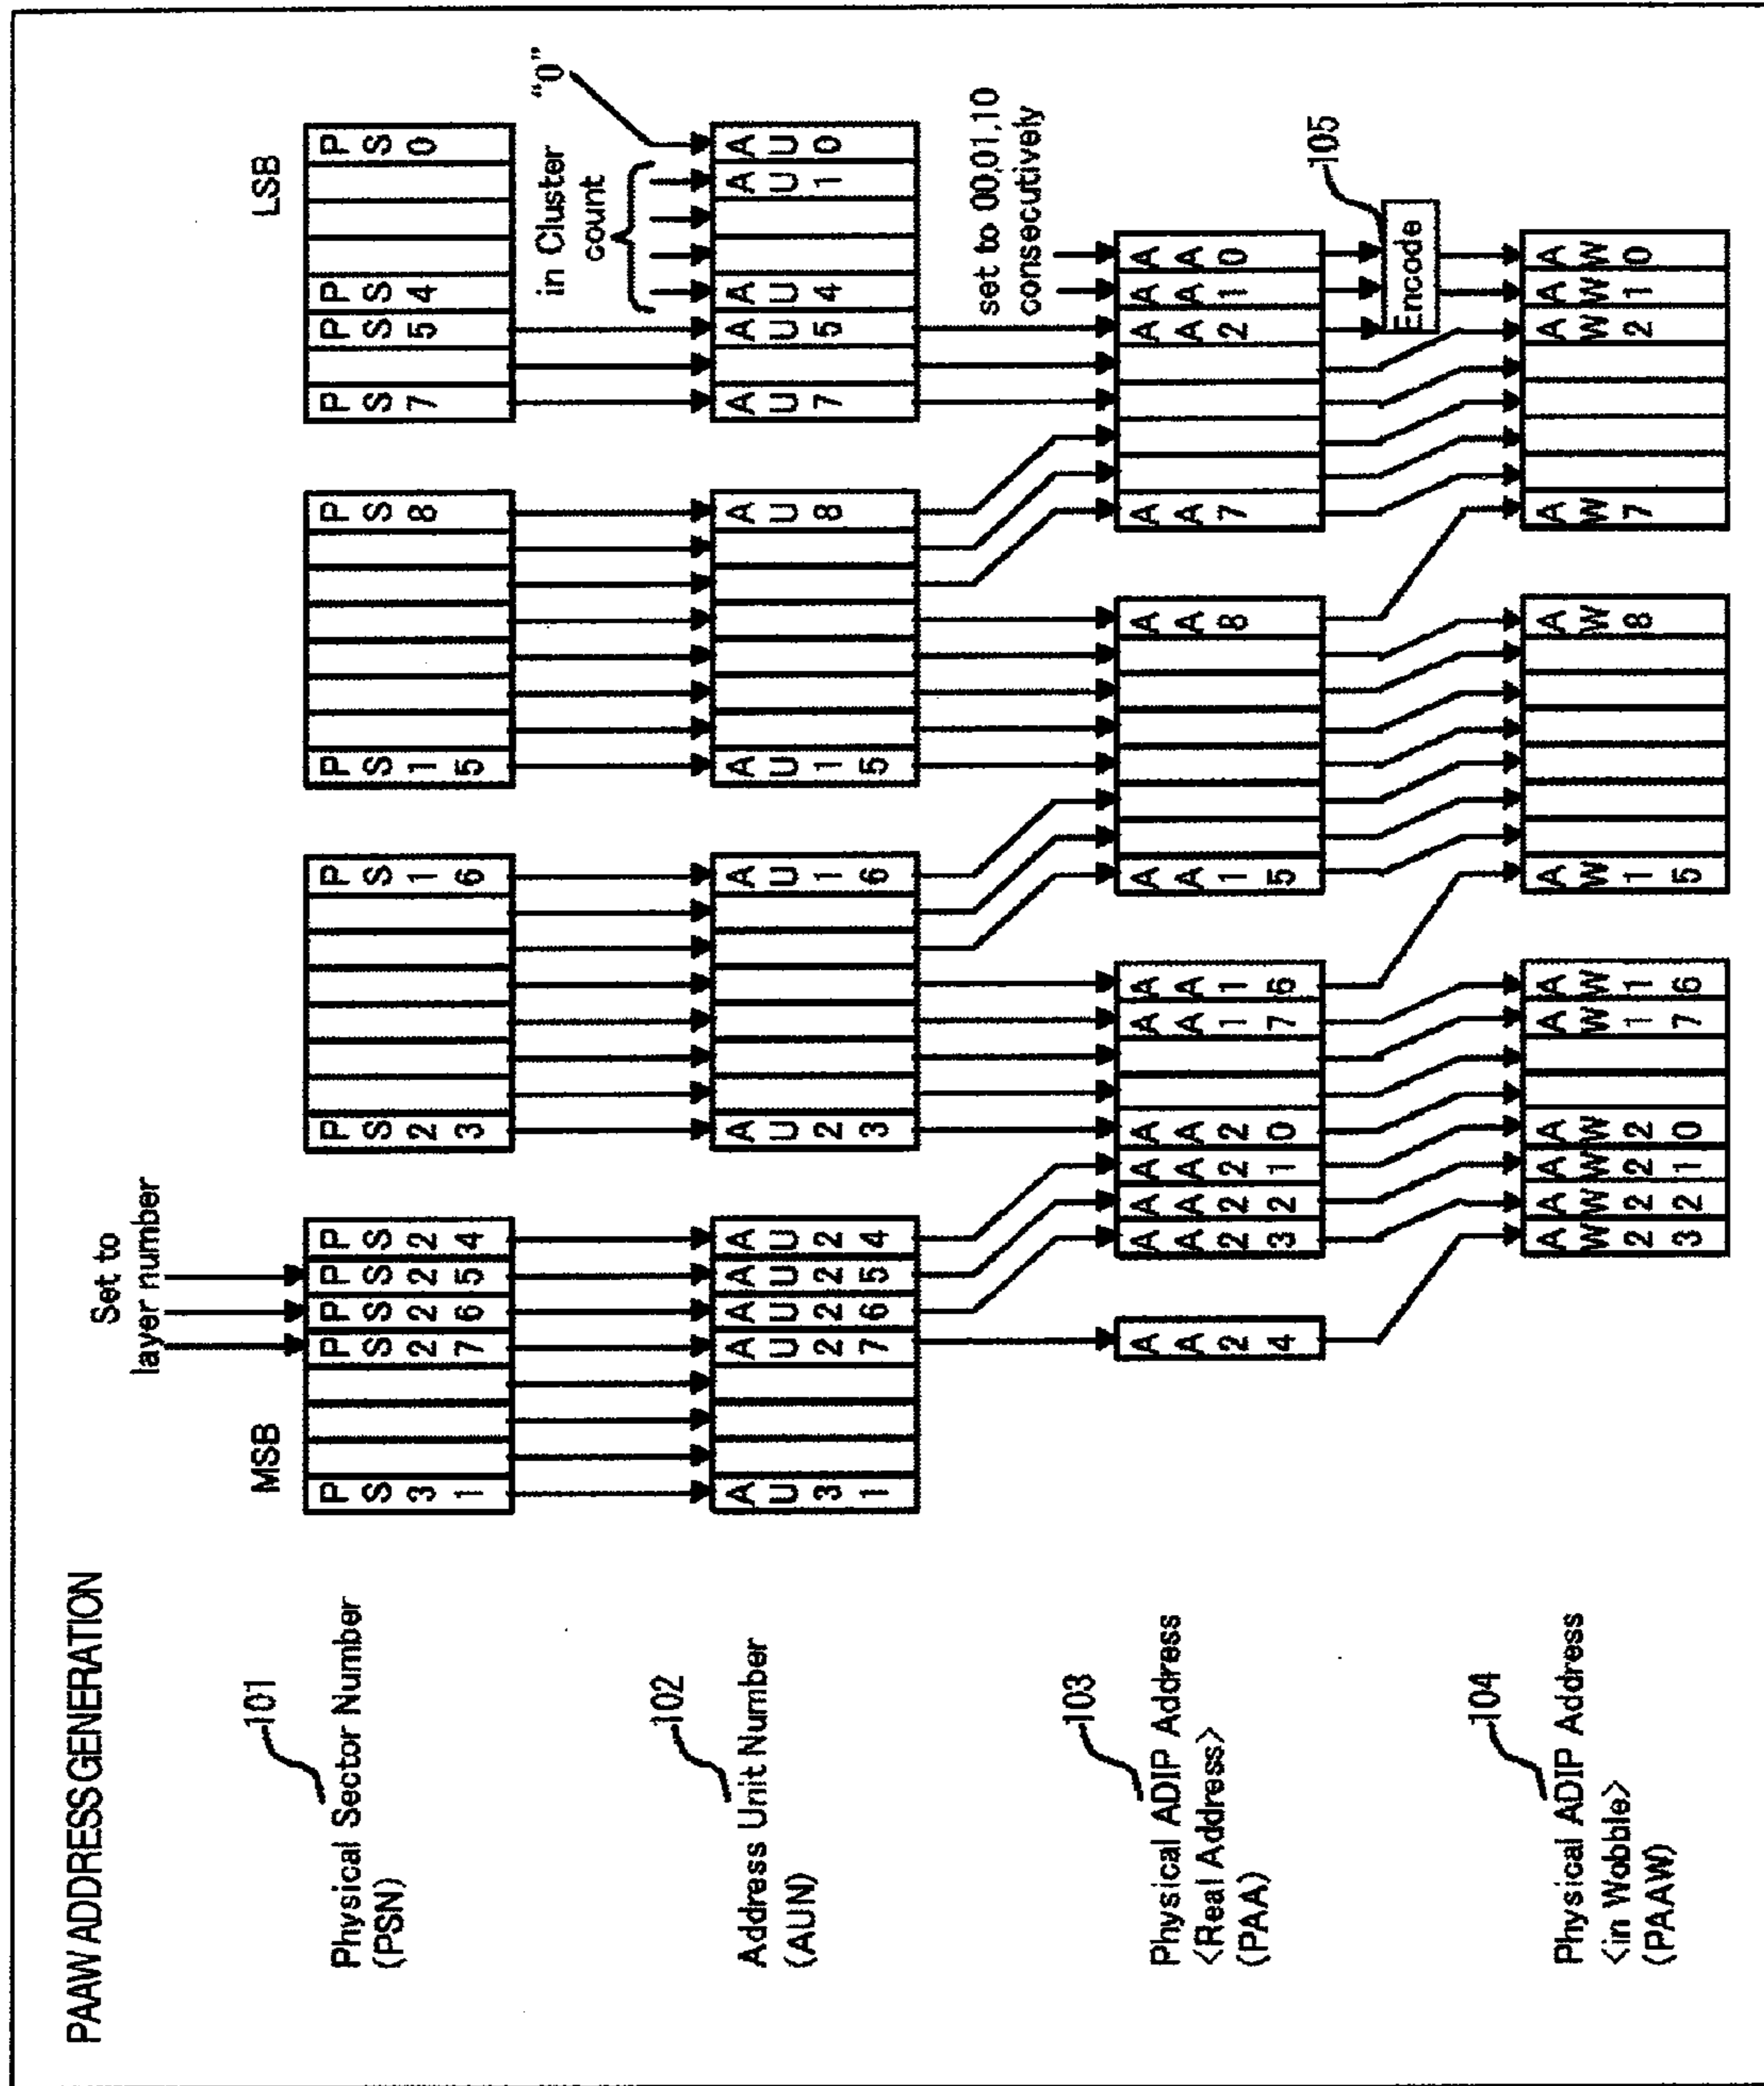 PAAW ADDRESS GENERATION
Set to
layer number
MSB
LSB
101
Physical Sector Number
(PSN)
PS31
PS27
PS26
PS25
PS24
PS23
PS16
PS15
PS8
PS7
PS5
PS4
PS0
in Cluster
count
"0"
102
Address Unit Number
(AUN)
AU31
AU27
AU26
AU25
AU24
AU23
AU16
AU15
AU8
AU7
AU5
AU4
AU1
AU0
set to 00,01,10
consecutively
103
Physical ADIP Address
<Real Address>
(PAA)
AA24
AA23
AA22
AA21
AA20
AA17
AA16
AA15
AA8
AA7
AA2
AA1
AA0
Encode
105
104
Physical ADIP Address
<in Wobble>
(PAAW)
AW23
AW22
AW21
AW20
AW17
AW16
AW15
AW8
AW7
AW2
AW1
AW0